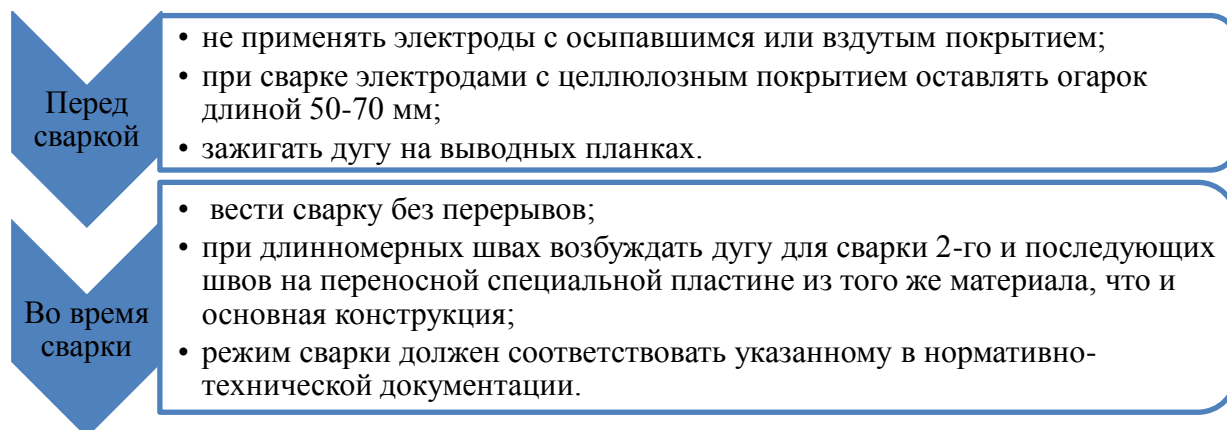 Перед
сваркой
• не применять электроды с осыпавшимся или вздутым покрытием;
• при сварке электродами с целлюлозным покрытием оставлять огарок
длиной 50-70 мм;
• зажигать дугу на выводных планках.
Во время
сварки
• вести сварку без перерывов;
• при длинномерных швах возбуждать дугу для сварки 2-го и последующих
швов на переносной специальной пластине из того же материала, что и
основная конструкция;
• режим сварки должен соответствовать указанному в нормативно-
технической документации.